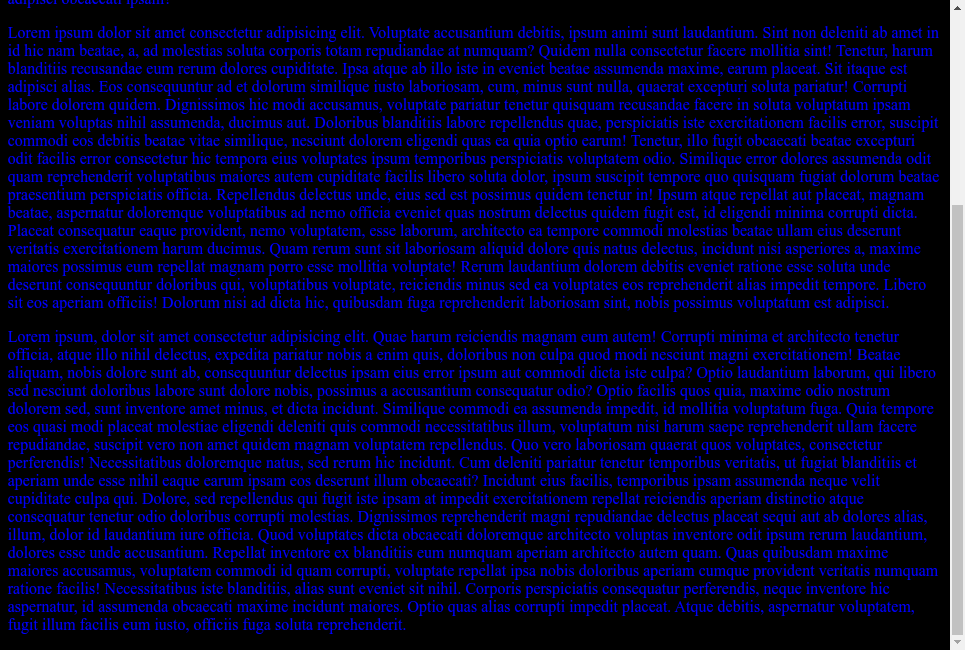 adipisci obcaecati ipsam!
Lorem ipsum dolor sit amet consectetur adipisicing elit. Voluptate accusantium debitis, ipsum animi sunt laudantium. Sint non deleniti ab amet in
id hic nam beatae, a, ad molestias soluta corporis totam repudiandae at numquam? Quidem nulla consectetur facere mollitia sint! Tenetur, harum
blanditiis recusandae eum rerum dolores cupiditate. Ipsa atque ab illo iste in eveniet beatae assumenda maxime, earum placeat. Sit itaque est
adipisci alias. Eos consequuntur ad et dolorum similique iusto laboriosam, cum, minus sunt nulla, quaerat excepturi soluta pariatur! Corrupti
labore dolorem quidem. Dignissimos hic modi accusamus, voluptate pariatur tenetur quisquam recusandae facere in soluta voluptatum ipsam
veniam voluptas nihil assumenda, ducimus aut. Doloribus blanditiis labore repellendus quae, perspiciatis iste exercitationem facilis error, suscipit
commodi eos debitis beatae vitae similique, nesciunt dolorem eligendi quas ea quia optio earum! Tenetur, illo fugit obcaecati beatae excepturi
odit facilis error consectetur hic tempora eius voluptates ipsum temporibus perspiciatis voluptatem odio. Similique error dolores assumenda odit
quam reprehenderit voluptatibus maiores autem cupiditate facilis libero soluta dolor, ipsum suscipit tempore quo quisquam fugiat dolorum beatae
praesentium perspiciatis officia. Repellendus delectus unde, eius sed est possimus quidem tenetur in! Ipsum atque repellat aut placeat, magnam
beatae, aspernatur doloremque voluptatibus ad nemo officia eveniet quas nostrum delectus quidem fugit est, id eligendi minima corrupti dicta.
Placeat consequatur eaque provident, nemo voluptatem, esse laborum, architecto ea tempore commodi molestias beatae ullam eius deserunt
veritatis exercitationem harum ducimus. Quam rerum sunt sit laboriosam aliquid dolore quis natus delectus, incidunt nisi asperiores a, maxime
maiores possimus eum repellat magnam porro esse mollitia voluptate! Rerum laudantium dolorem debitis eveniet ratione esse soluta unde
deserunt consequuntur doloribus qui, voluptatibus voluptate, reiciendis minus sed ea voluptates eos reprehenderit alias impedit tempore. Libero
sit eos aperiam officiis! Dolorum nisi ad dicta hic, quibusdam fuga reprehenderit laboriosam sint, nobis possimus voluptatum est adipisci.
Lorem ipsum, dolor sit amet consectetur adipisicing elit. Quae harum reiciendis magnam eum autem! Corrupti minima et architecto tenetur
officia, atque illo nihil delectus, expedita pariatur nobis a enim quis, doloribus non culpa quod modi nesciunt magni exercitationem! Beatae
aliquam, nobis dolore sunt ab, consequuntur delectus ipsam eius error ipsum aut commodi dicta iste culpa? Optio laudantium laborum, qui libero
sed nesciunt doloribus labore sunt dolore nobis, possimus a accusantium consequatur odio? Optio facilis quos quia, maxime odio nostrum
dolorem sed, sunt inventore amet minus, et dicta incidunt. Similique commodi ea assumenda impedit, id mollitia voluptatum fuga. Quia tempore
eos quasi modi placeat molestiae eligendi deleniti quis commodi necessitatibus illum, voluptatum nisi harum saepe reprehenderit ullam facere
repudiandae, suscipit vero non amet quidem magnam voluptatem repellendus. Quo vero laboriosam quaerat quos voluptates, consectetur
perferendis! Necessitatibus doloremque natus, sed rerum hic incidunt. Cum deleniti pariatur tenetur temporibus veritatis, ut fugiat blanditiis et
aperiam unde esse nihil eaque earum ipsam eos deserunt illum obcaecati? Incidunt eius facilis, temporibus ipsam assumenda neque velit
cupiditate culpa qui. Dolore, sed repellendus qui fugit iste ipsam at impedit exercitationem repellat reiciendis aperiam distinctio atque
consequatur tenetur odio doloribus corrupti molestias. Dignissimos reprehenderit magni repudiandae delectus placeat sequi aut ab dolores alias,
illum, dolor id laudantium iure officia. Quod voluptates dicta obcaecati doloremque architecto voluptas inventore odit ipsum rerum laudantium,
dolores esse unde accusantium. Repellat inventore ex blanditiis eum numquam aperiam architecto autem quam. Quas quibusdam maxime
maiores accusamus, voluptatem commodi id quam corrupti, voluptate repellat ipsa nobis doloribus aperiam cumque provident veritatis numquam
ratione facilis! Necessitatibus iste blanditiis, alias sunt eveniet sit nihil. Corporis perspiciatis consequatur perferendis, neque inventore hic
aspernatur, id assumenda obcaecati maxime incidunt maiores. Optio quas alias corrupti impedit placeat. Atque debitis, aspernatur voluptatem,
fugit illum facilis eum iusto, officiis fuga soluta reprehenderit.